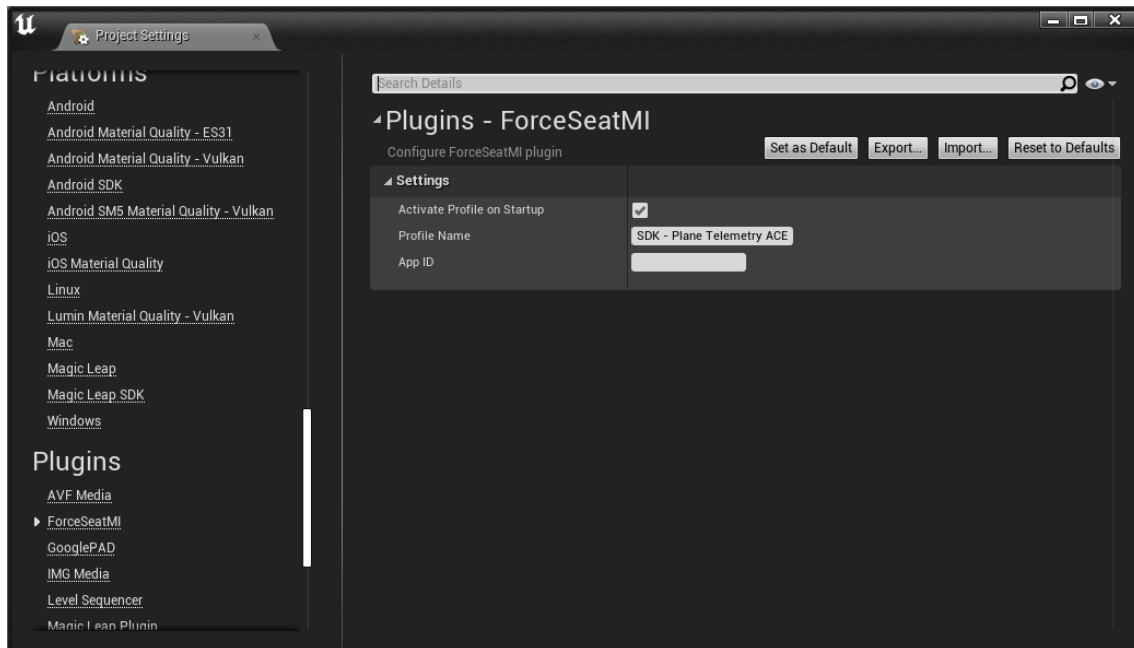 Project Settings
Platforms
Android
Android Material Quality - ES31
Android Material Quality - Vulkan
Android SDK
Android SM5 Material Quality - Vulkan
iOS
iOS Material Quality
Linux
Lumin Material Quality - Vulkan
Mac
Magic Leap
Magic Leap SDK
Windows
Plugins
AVF Media
ForceSeatMI
GooglePAD
IMG Media
Level Sequencer
Magic Leap Plugin
Search Details
Plugins - ForceSeatMI
Configure ForceSeatMI plugin
Set as Default
Export...
Import...
Reset to Defaults
Settings
Activate Profile on Startup
Profile Name
SDK - Plane Telemetry ACE
App ID